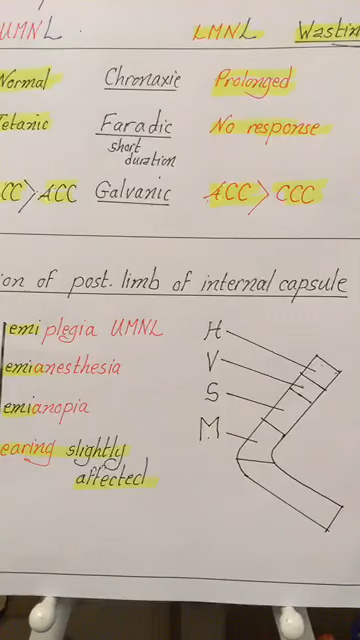 UMNL LMNL Wastin
Normal Chronaxic Prolonged
Tetanic Faradic No response
short
duration
CC > ACC Galvanic ACC > CCC
ion of post. limb of internal capsule
emiplegia UMNL
emianesthesia
emianopia
earing slightly
affected
H
V
S
M